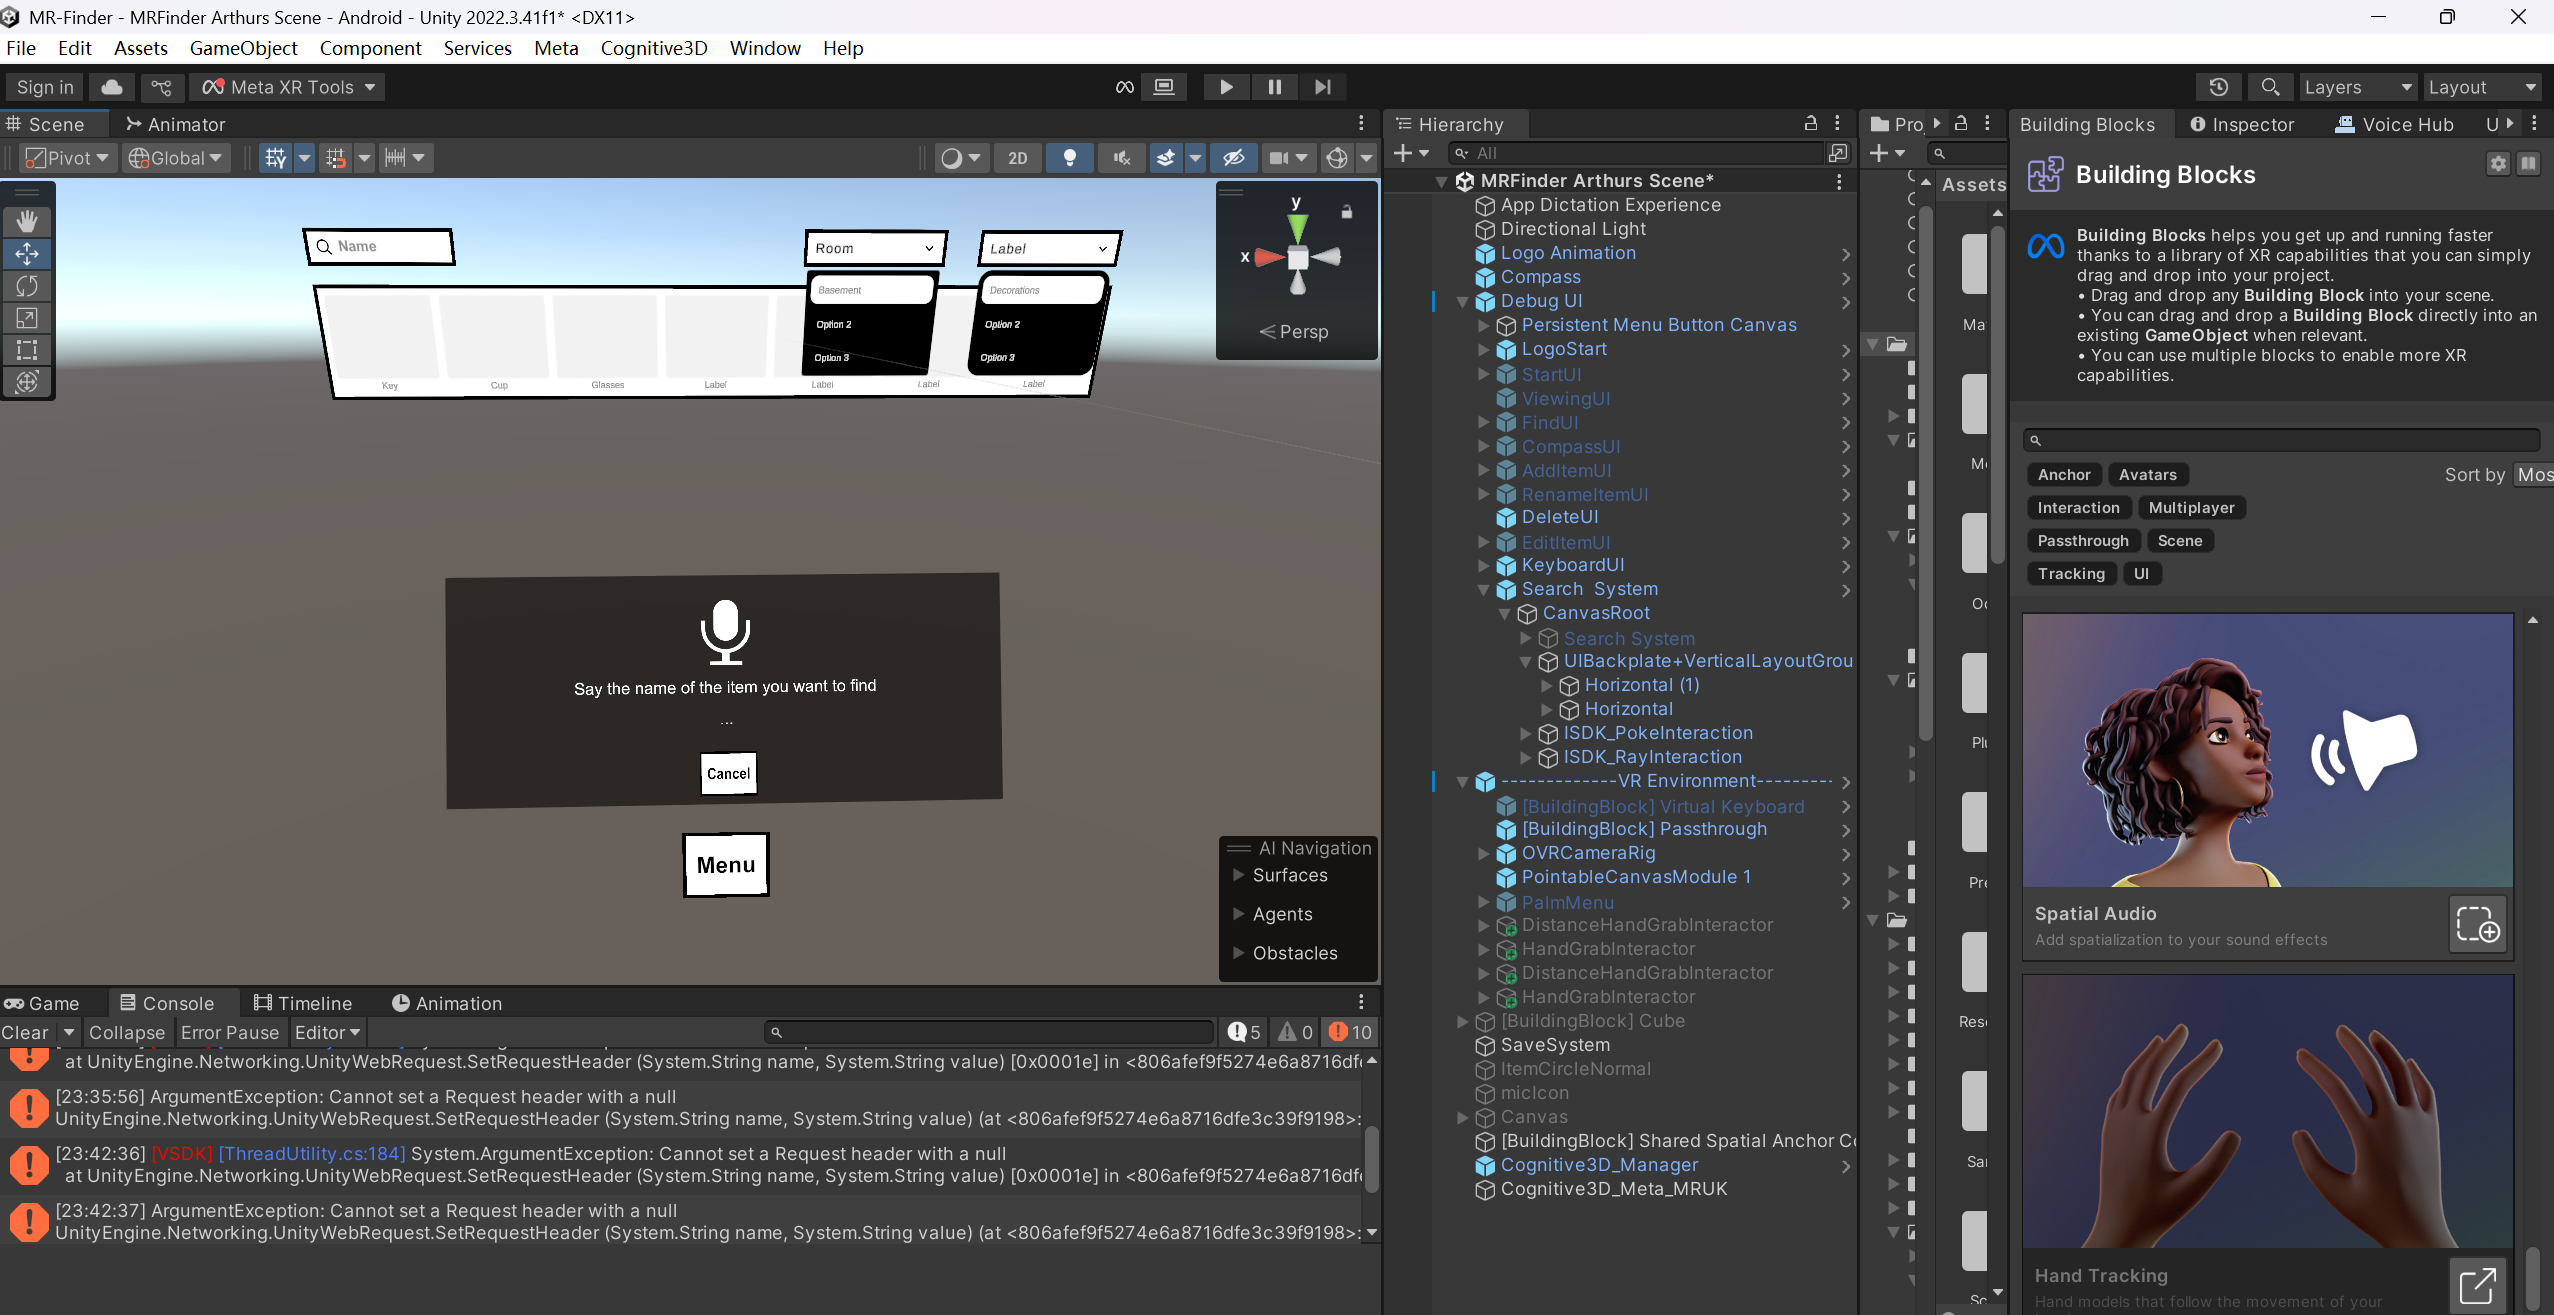 MR-Finder - MRFinder Arthurs Scene - Android - Unity 2022.3.41f1* <DX11>
File Edit Assets GameObject Component Services Meta Cognitive3D Window Help
Sign in
Meta XR Tools
Layers
Layout
Scene
Animator
Pivot
Global
2D
Name
Room
Label
Basement
Option 2
Option 3
Decorations
Option 2
Option 3
Key
Cup
Glasses
Label
Label
Label
Label
y
x
Persp
Say the name of the item you want to find
...
Cancel
Menu
AI Navigation
Surfaces
Agents
Obstacles
Game
Console
Timeline
Animation
Clear
Collapse
Error Pause
Editor
5
0
10
at UnityEngine.Networking.UnityWebRequest.SetRequestHeader (System.String name, System.String value) [0x0001e] in <806afef9f5274e6a8716dfe
[23:35:56] ArgumentException: Cannot set a Request header with a null
UnityEngine.Networking.UnityWebRequest.SetRequestHeader (System.String name, System.String value) (at <806afef9f5274e6a8716dfe3c39f9198>:
[23:42:36] [VSDK] [ThreadUtility.cs:184] System.ArgumentException: Cannot set a Request header with a null
at UnityEngine.Networking.UnityWebRequest.SetRequestHeader (System.String name, System.String value) [0x0001e] in <806afef9f5274e6a8716dfe
[23:42:37] ArgumentException: Cannot set a Request header with a null
UnityEngine.Networking.UnityWebRequest.SetRequestHeader (System.String name, System.String value) (at <806afef9f5274e6a8716dfe3c39f9198>:
Hierarchy
All
MRFinder Arthurs Scene*
App Dictation Experience
Directional Light
Logo Animation
Compass
Debug UI
Persistent Menu Button Canvas
LogoStart
StartUI
ViewingUI
FindUI
CompassUI
AddItemUI
RenameItemUI
DeleteUI
EditItemUI
KeyboardUI
Search System
CanvasRoot
Search System
UIBackplate+VerticalLayoutGrou
Horizontal (1)
Horizontal
ISDK_PokeInteraction
ISDK_RayInteraction
-------------VR Environment---------
[BuildingBlock] Virtual Keyboard
[BuildingBlock] Passthrough
OVRCameraRig
PointableCanvasModule 1
PalmMenu
DistanceHandGrabInteractor
HandGrabInteractor
DistanceHandGrabInteractor
HandGrabInteractor
[BuildingBlock] Cube
SaveSystem
ItemCircleNormal
micIcon
Canvas
[BuildingBlock] Shared Spatial Anchor Co
Cognitive3D_Manager
Cognitive3D_Meta_MRUK
Pro
Assets
Ma
Me
Oc
Plu
Pre
Res
Sar
Sc
Building Blocks
Inspector
Voice Hub
U
Building Blocks
Building Blocks helps you get up and running faster
thanks to a library of XR capabilities that you can simply
drag and drop into your project.
• Drag and drop any Building Block into your scene.
• You can drag and drop a Building Block directly into an
existing GameObject when relevant.
• You can use multiple blocks to enable more XR
capabilities.
Anchor
Avatars
Sort by
Mos
Interaction
Multiplayer
Passthrough
Scene
Tracking
UI
Spatial Audio
Add spatialization to your sound effects
Hand Tracking
Hand models that follow the movement of your